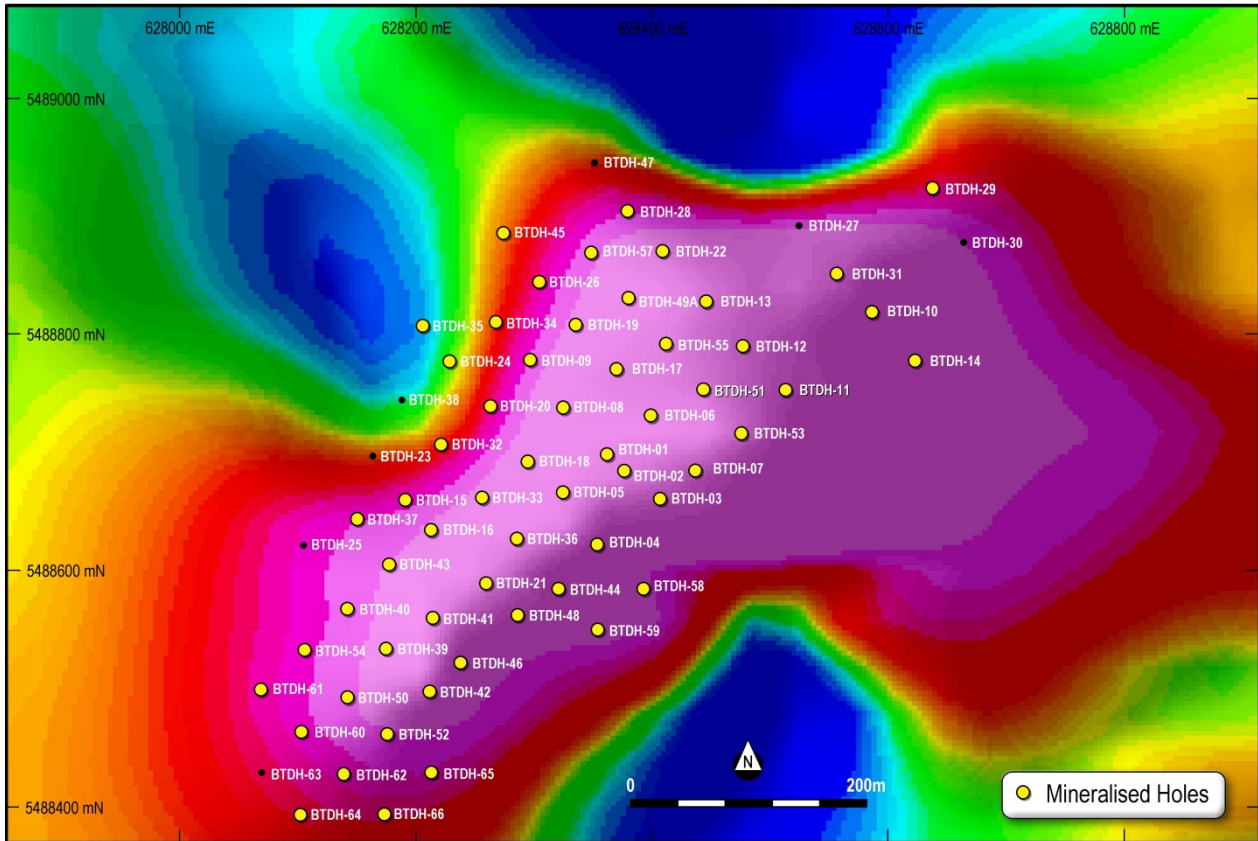 628000 mE
628200 mE
628400 mE
628600 mE
628800 mE
5489000 mN
BTDH-47
BTDH-29
BTDH-28
BTDH-27
BTDH-45
BTDH-30
BTDH-57
BTDH-22
BTDH-31
BTDH-26
BTDH-49A
BTDH-13
BTDH-10
5488800 mN
BTDH-35
BTDH-34
BTDH-19
BTDH-55
BTDH-12
BTDH-24
BTDH-09
BTDH-14
BTDH-17
BTDH-51
BTDH-11
BTDH-38
BTDH-20
BTDH-08
BTDH-06
BTDH-53
BTDH-32
BTDH-23
BTDH-01
BTDH-18
BTDH-02
BTDH-07
BTDH-15
BTDH-33
BTDH-05
BTDH-03
BTDH-37
BTDH-16
BTDH-36
BTDH-25
BTDH-04
5488600 mN
BTDH-43
BTDH-21
BTDH-44
BTDH-58
BTDH-40
BTDH-41
BTDH-48
BTDH-59
BTDH-54
BTDH-39
BTDH-46
BTDH-61
BTDH-50
BTDH-42
BTDH-60
BTDH-52
N
BTDH-63
BTDH-62
BTDH-65
0
200m
Mineralised Holes
5488400 mN
BTDH-64
BTDH-66